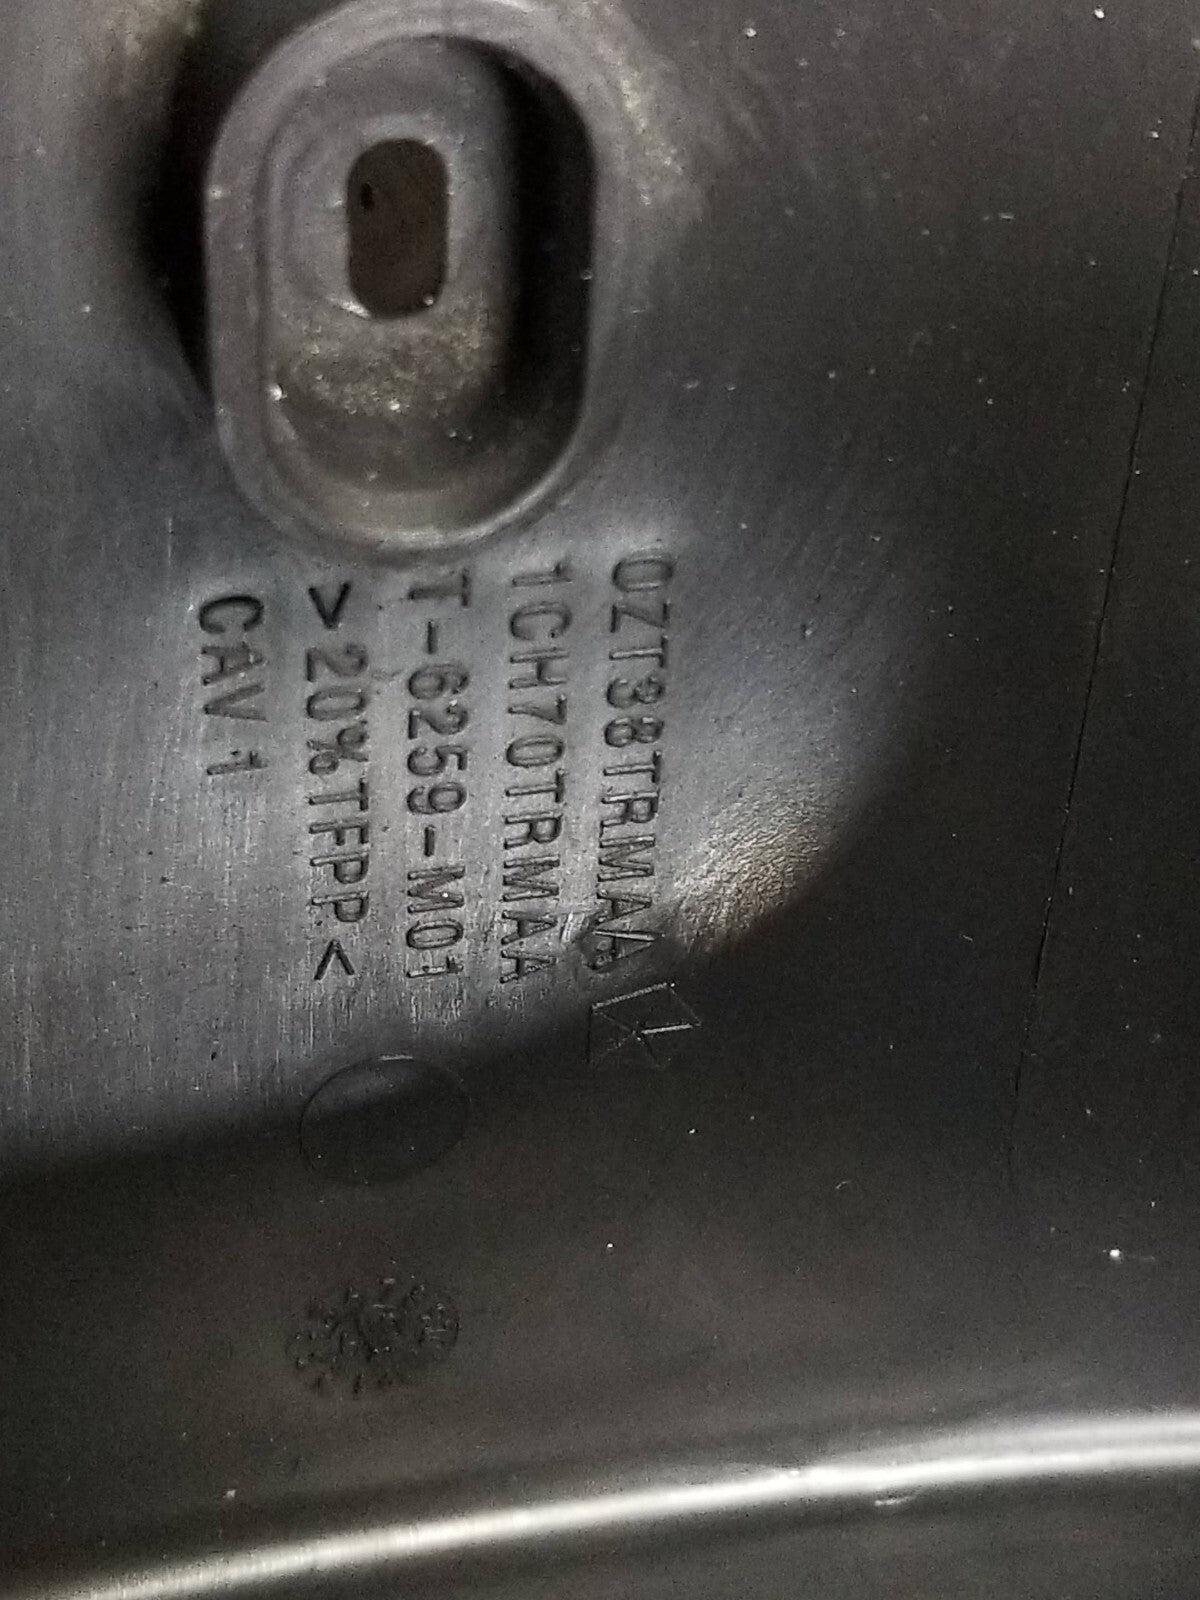 0ZT38TRMAA
1CH70TRMAA
T-6259-M01
>20%TFPP<
CAV 1